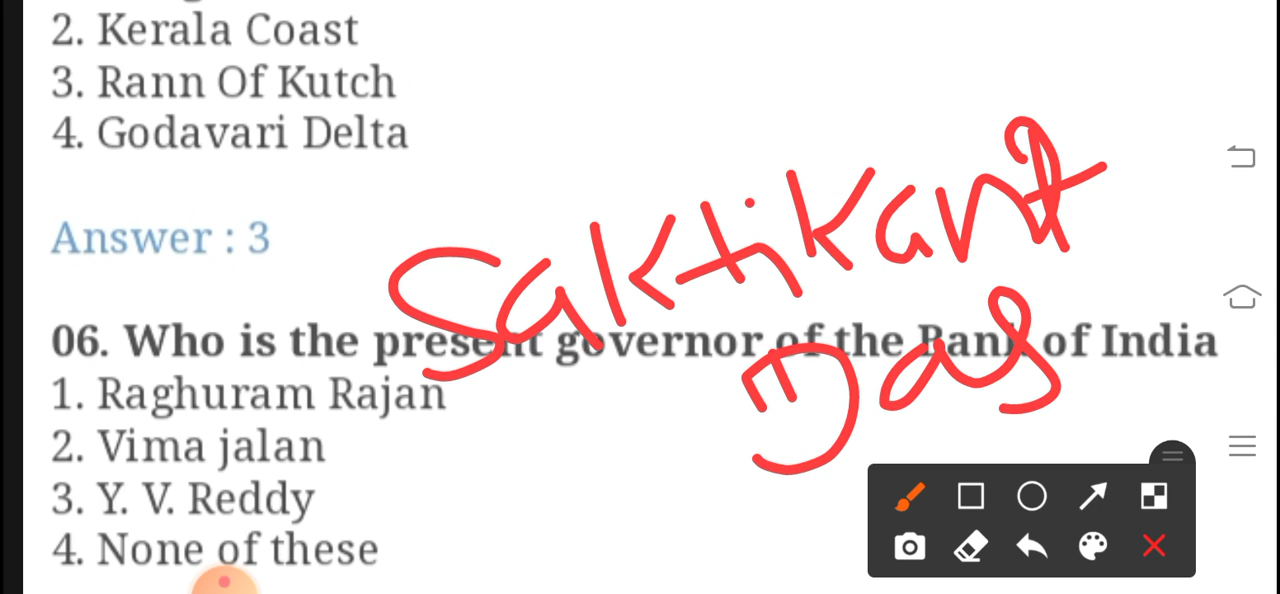 2. Kerala Coast
3. Rann Of Kutch
4. Godavari Delta
Answer : 3
Saktikant
Das
06. Who is the present governor of the Bank of India
1. Raghuram Rajan
2. Vima jalan
3. Y. V. Reddy
4. None of these